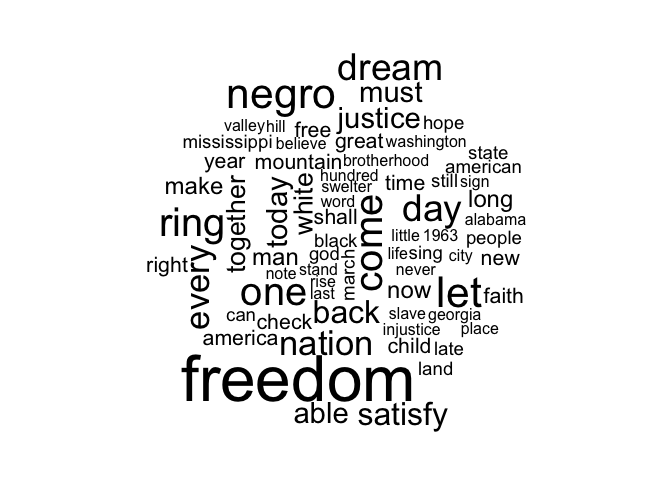 dream
negro must
justice hope
valley hill free
mississippi believe great washington
year mountain brotherhood state
american
make hundred swelter time still sign
together today white word shall come day long
ring alabama
black little 1963 people
right man god life sing city new
note stand march never
every one rise last now let faith
back slave georgia
can check injustice place
america nation child late
freedom land
able satisfy